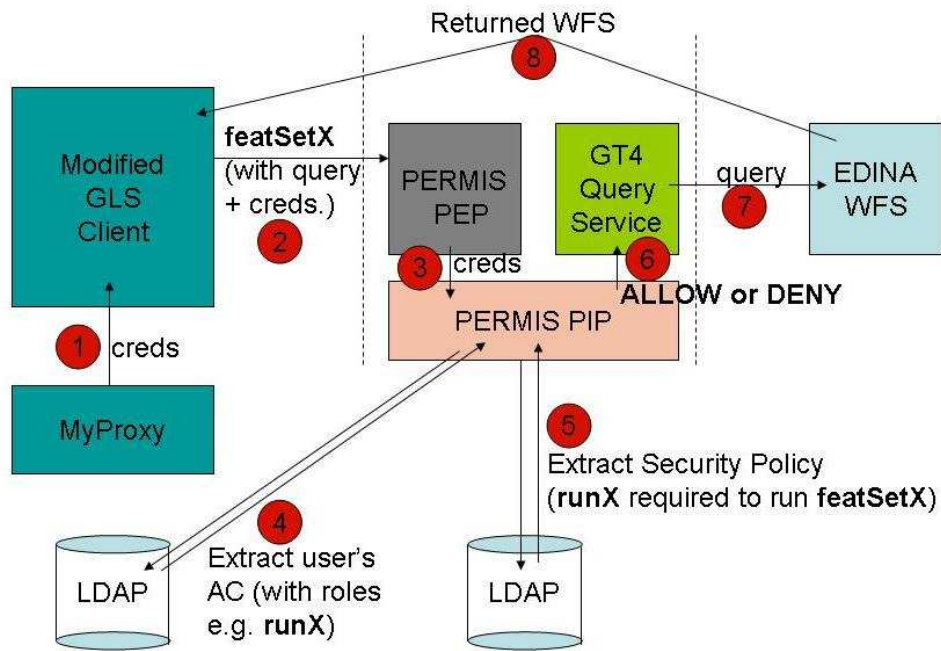 Returned WFS
8
Modified
GLS
Client
featSetX
(with query
+ creds.)
2
PERMIS
PEP
GT4
Query
Service
query
7
EDINA
WFS
3
creds
6
ALLOW or DENY
PERMIS PIP
1
creds
MyProxy
5
Extract Security Policy
(runX required to run featSetX)
4
Extract user's
AC (with roles
e.g. runX)
LDAP
LDAP